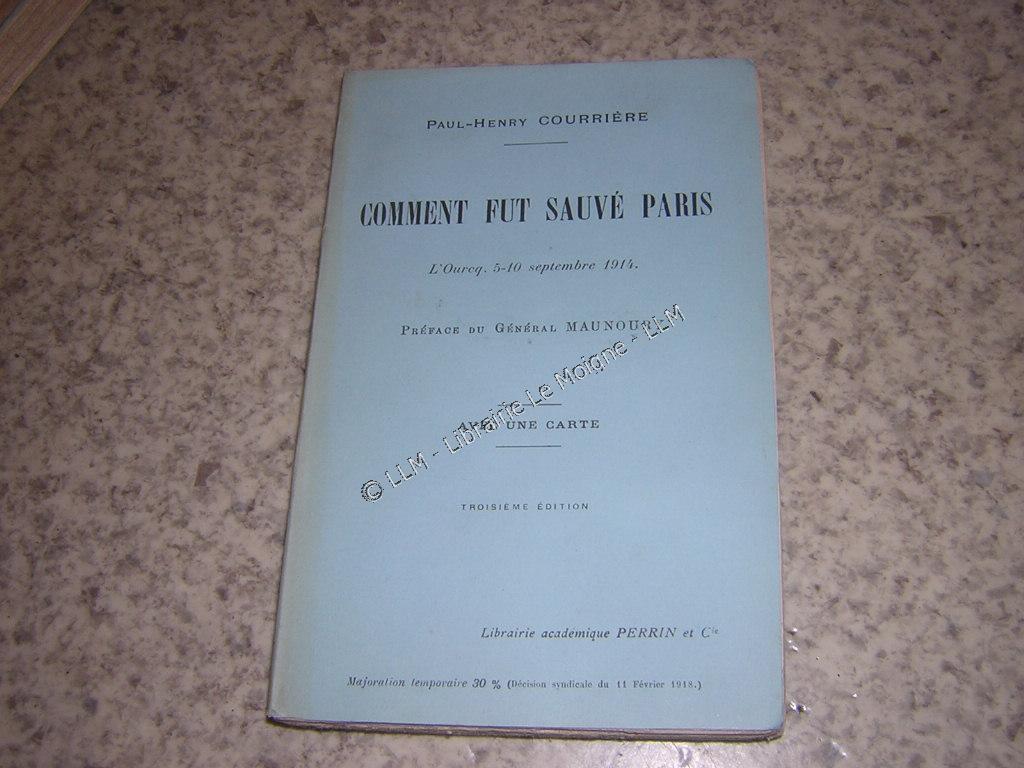 PAUL-HENRY COURRIÈRE
COMMENT FUT SAUVÉ PARIS
L'Ourcq. 5-10 septembre 1914.
PRÉFACE DU GÉNÉRAL MAUNOURY
AVEC UNE CARTE
© LLM - Librairie Le Moigne - LLM
TROISIÈME ÉDITION
Librairie académique PERRIN et Cie
Majoration temporaire 30 % (Décision syndicale du 11 Février 1918.)